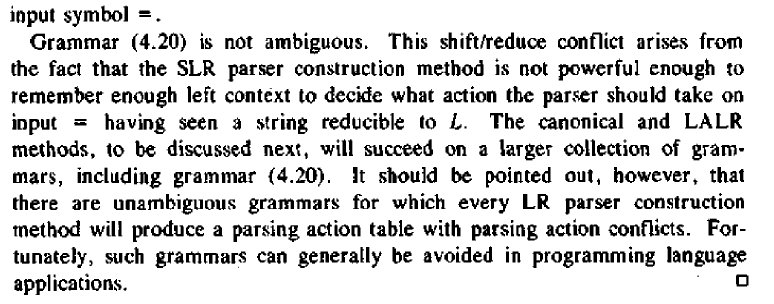 input symbol =.
Grammar (4.20) is not ambiguous. This shift/reduce conflict arises from
the fact that the SLR parser construction method is not powerful enough to
remember enough left context to decide what action the parser should take on
input = having seen a string reducible to L. The canonical and LALR
methods, to be discussed next, will succeed on a larger collection of gram-
mars, including grammar (4.20). It should be pointed out, however, that
there are unambiguous grammars for which every LR parser construction
method will produce a parsing action table with parsing action conflicts. For-
tunately, such grammars can generally be avoided in programming language
applications. □